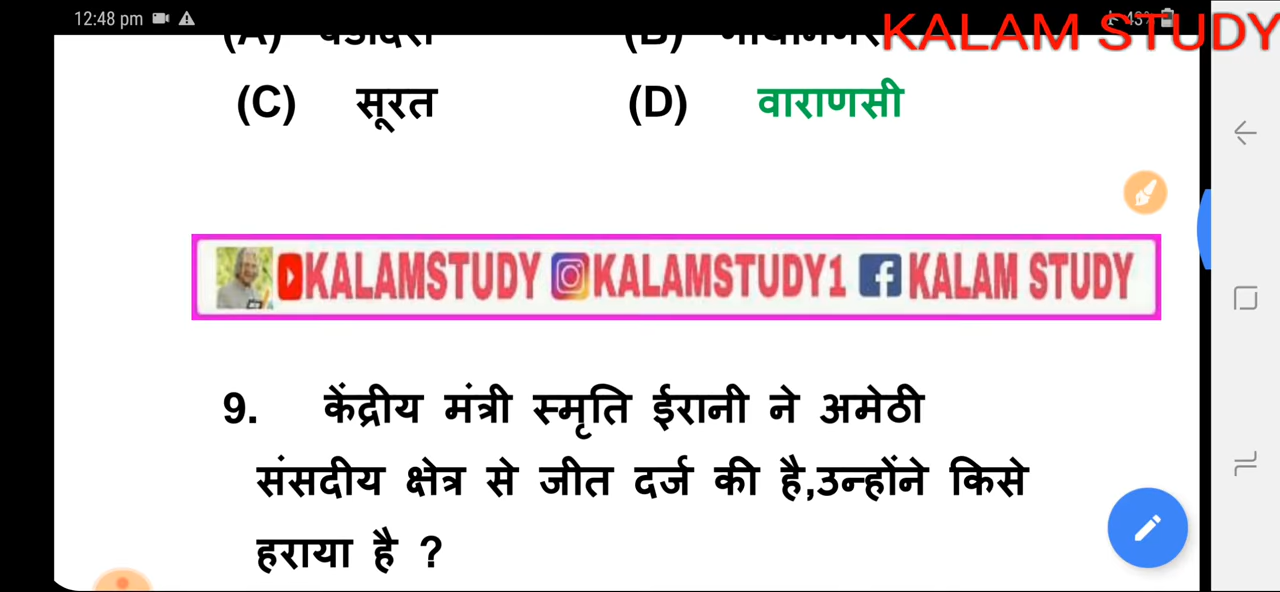 12:48 pm
KALAM STUDY
(A) (B)
(C) सूरत (D) वाराणसी
KALAMSTUDY KALAMSTUDY1 KALAM STUDY
9. केंद्रीय मंत्री स्मृति ईरानी ने अमेठी
संसदीय क्षेत्र से जीत दर्ज की है,उन्होंने किसे
हराया है ?